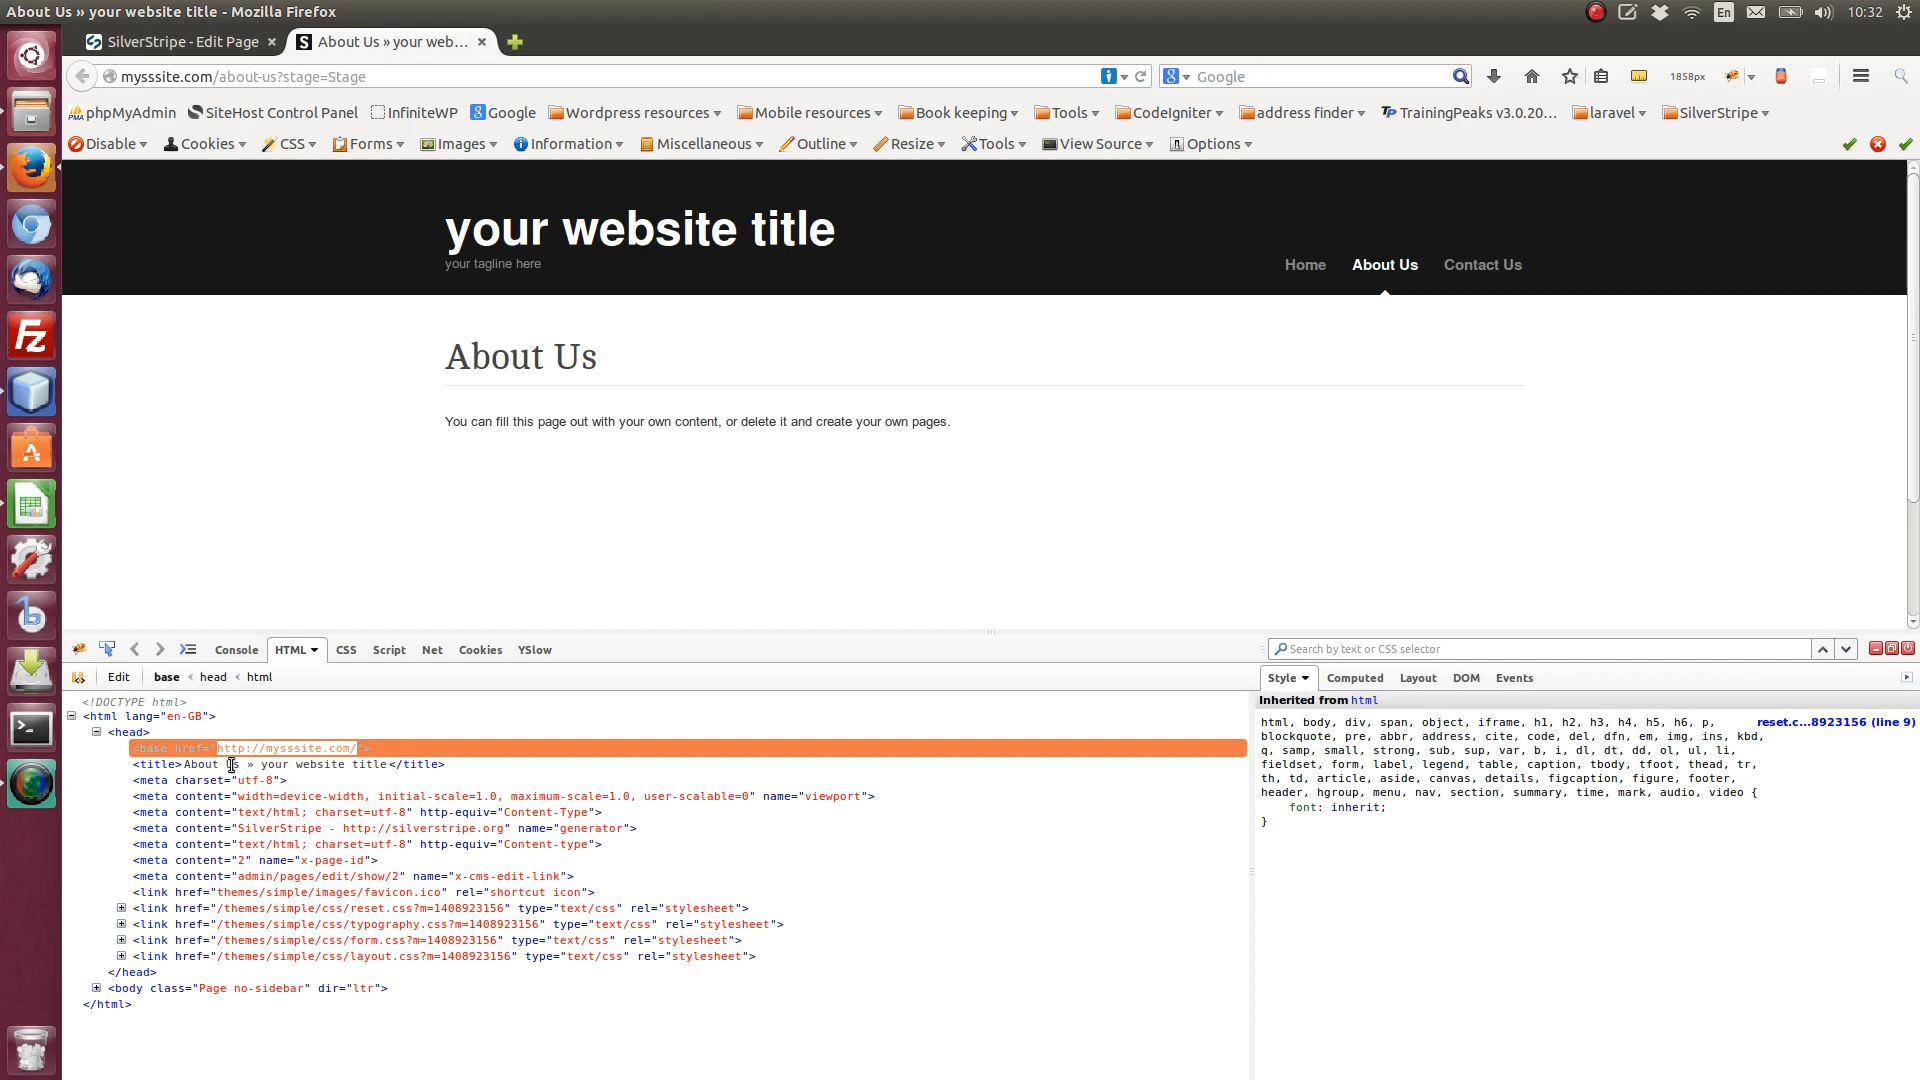 About Us » your website title - Mozilla Firefox
En
10:32
SilverStripe - Edit Page
About Us » your web...
mysssite.com/about-us?stage=Stage
Google
1858px
phpMyAdmin
SiteHost Control Panel
InfiniteWP
Google
Wordpress resources
Mobile resources
Book keeping
Tools
CodeIgniter
address finder
TrainingPeaks v3.0.20...
laravel
SilverStripe
Disable
Cookies
CSS
Forms
Images
Information
Miscellaneous
Outline
Resize
Tools
View Source
Options
your website title
your tagline here
Home
About Us
Contact Us
About Us
You can fill this page out with your own content, or delete it and create your own pages.
Console
HTML
CSS
Script
Net
Cookies
YSlow
Search by text or CSS selector
Edit
base < head < html
Style
Computed
Layout
DOM
Events
<!DOCTYPE html>
<html lang="en-GB">
<head>
<base href="http://mysssite.com/">
<title>About Us » your website title</title>
<meta charset="utf-8">
<meta content="width=device-width, initial-scale=1.0, maximum-scale=1.0, user-scalable=0" name="viewport">
<meta content="text/html; charset=utf-8" http-equiv="Content-Type">
<meta content="SilverStripe - http://silverstripe.org" name="generator">
<meta content="text/html; charset=utf-8" http-equiv="Content-type">
<meta content="2" name="x-page-id">
<meta content="admin/pages/edit/show/2" name="x-cms-edit-link">
<link href="themes/simple/images/favicon.ico" rel="shortcut icon">
<link href="/themes/simple/css/reset.css?m=1408923156" type="text/css" rel="stylesheet">
<link href="/themes/simple/css/typography.css?m=1408923156" type="text/css" rel="stylesheet">
<link href="/themes/simple/css/form.css?m=1408923156" type="text/css" rel="stylesheet">
<link href="/themes/simple/css/layout.css?m=1408923156" type="text/css" rel="stylesheet">
</head>
<body class="Page no-sidebar" dir="ltr">
</html>
Inherited from html
html, body, div, span, object, iframe, h1, h2, h3, h4, h5, h6, p,
reset.c...8923156 (line 9)
blockquote, pre, abbr, address, cite, code, del, dfn, em, img, ins, kbd,
q, samp, small, strong, sub, sup, var, b, i, dl, dt, dd, ol, ul, li,
fieldset, form, label, legend, table, caption, tbody, tfoot, thead, tr,
th, td, article, aside, canvas, details, figcaption, figure, footer,
header, hgroup, menu, nav, section, summary, time, mark, audio, video {
font: inherit;
}